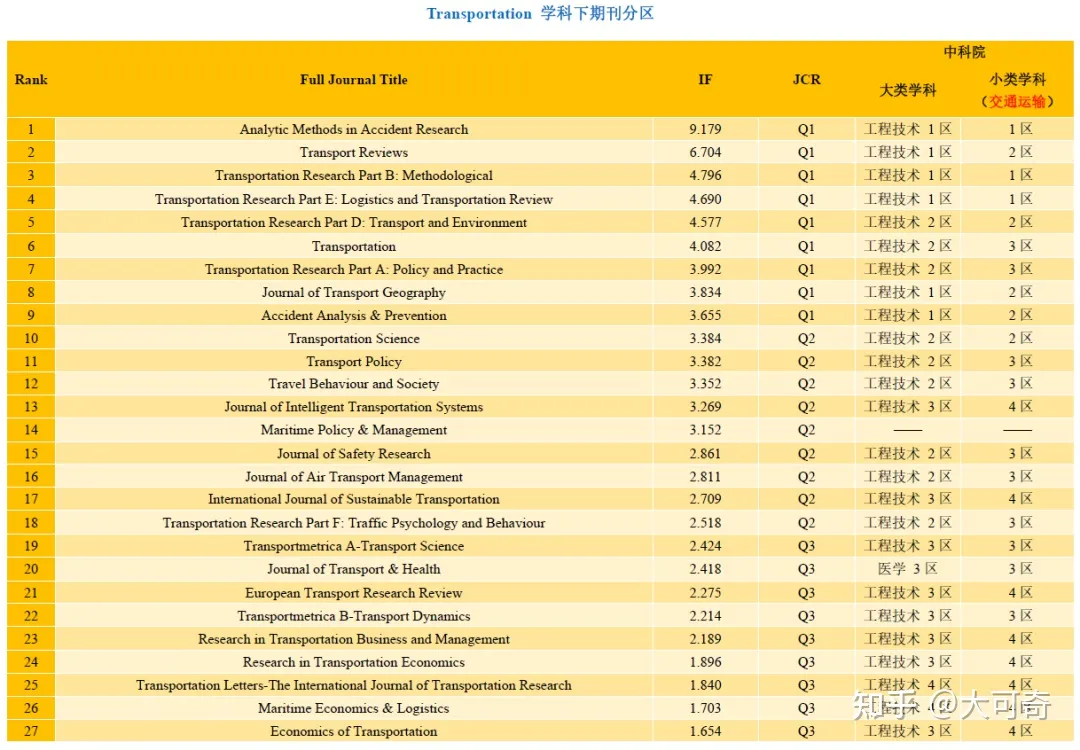 Transportation 学科下期刊分区
Rank Full Journal Title IF JCR 中科院
大类学科 小类学科
（交通运输）
1 Analytic Methods in Accident Research 9.179 Q1 工程技术 1 区 1 区
2 Transport Reviews 6.704 Q1 工程技术 1 区 2 区
3 Transportation Research Part B: Methodological 4.796 Q1 工程技术 1 区 1 区
4 Transportation Research Part E: Logistics and Transportation Review 4.690 Q1 工程技术 1 区 1 区
5 Transportation Research Part D: Transport and Environment 4.577 Q1 工程技术 2 区 2 区
6 Transportation 4.082 Q1 工程技术 2 区 3 区
7 Transportation Research Part A: Policy and Practice 3.992 Q1 工程技术 2 区 3 区
8 Journal of Transport Geography 3.834 Q1 工程技术 1 区 2 区
9 Accident Analysis & Prevention 3.655 Q1 工程技术 1 区 2 区
10 Transportation Science 3.384 Q2 工程技术 2 区 2 区
11 Transport Policy 3.382 Q2 工程技术 2 区 3 区
12 Travel Behaviour and Society 3.352 Q2 工程技术 2 区 3 区
13 Journal of Intelligent Transportation Systems 3.269 Q2 工程技术 3 区 4 区
14 Maritime Policy & Management 3.152 Q2 —— ——
15 Journal of Safety Research 2.861 Q2 工程技术 2 区 3 区
16 Journal of Air Transport Management 2.811 Q2 工程技术 2 区 3 区
17 International Journal of Sustainable Transportation 2.709 Q2 工程技术 3 区 4 区
18 Transportation Research Part F: Traffic Psychology and Behaviour 2.518 Q2 工程技术 2 区 3 区
19 Transportmetrica A-Transport Science 2.424 Q3 工程技术 3 区 3 区
20 Journal of Transport & Health 2.418 Q3 医学 3 区 3 区
21 European Transport Research Review 2.275 Q3 工程技术 3 区 4 区
22 Transportmetrica B-Transport Dynamics 2.214 Q3 工程技术 3 区 3 区
23 Research in Transportation Business and Management 2.189 Q3 工程技术 3 区 4 区
24 Research in Transportation Economics 1.896 Q3 工程技术 3 区 4 区
25 Transportation Letters-The International Journal of Transportation Research 1.840 Q3 工程技术 4 区 4 区
26 Maritime Economics & Logistics 1.703 Q3 工程技术 4 区 4 区
27 Economics of Transportation 1.654 Q3 工程技术 3 区 4 区
知乎 @大可奇